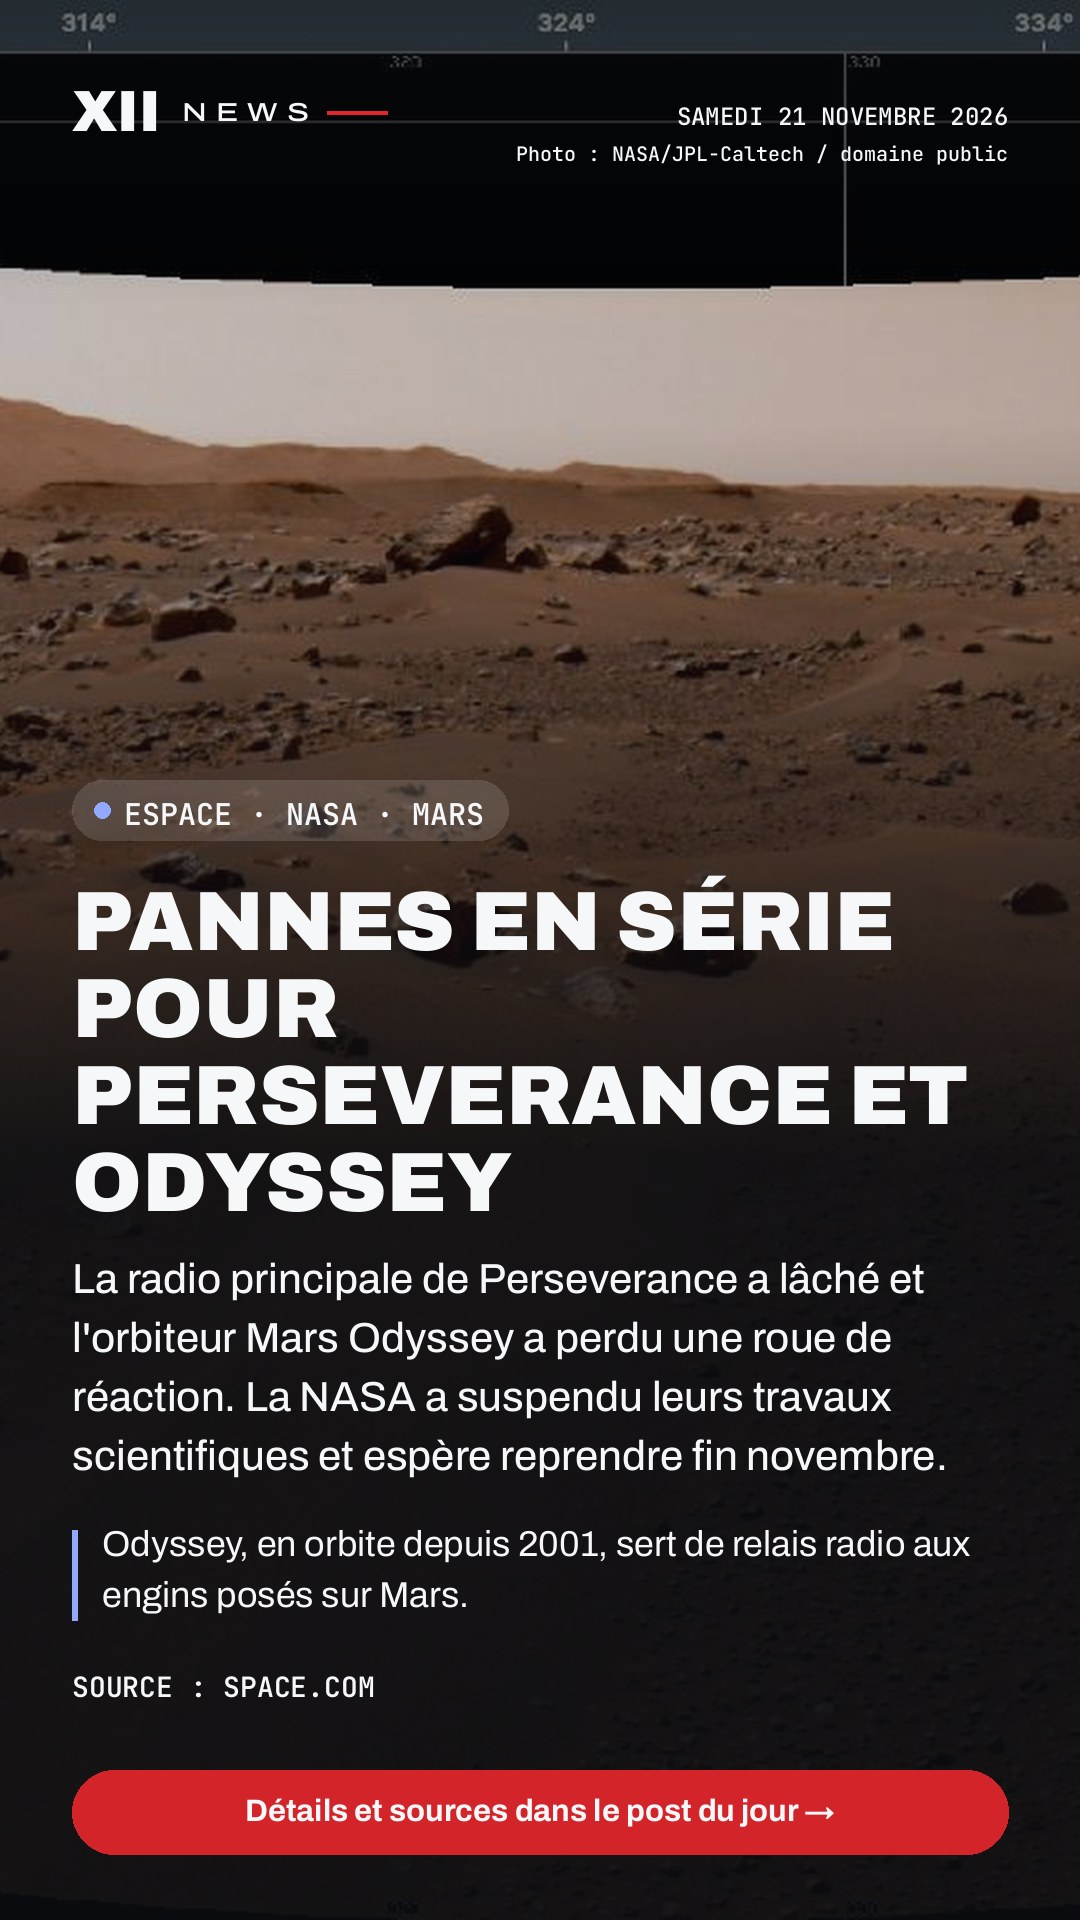 314°
324°
334°
320
330
XII NEWS
SAMEDI 21 NOVEMBRE 2026
Photo : NASA/JPL-Caltech / domaine public
ESPACE · NASA · MARS
PANNES EN SÉRIE
POUR
PERSEVERANCE ET
ODYSSEY
La radio principale de Perseverance a lâché et
l'orbiteur Mars Odyssey a perdu une roue de
réaction. La NASA a suspendu leurs travaux
scientifiques et espère reprendre fin novembre.
Odyssey, en orbite depuis 2001, sert de relais radio aux
engins posés sur Mars.
SOURCE : SPACE.COM
Détails et sources dans le post du jour →